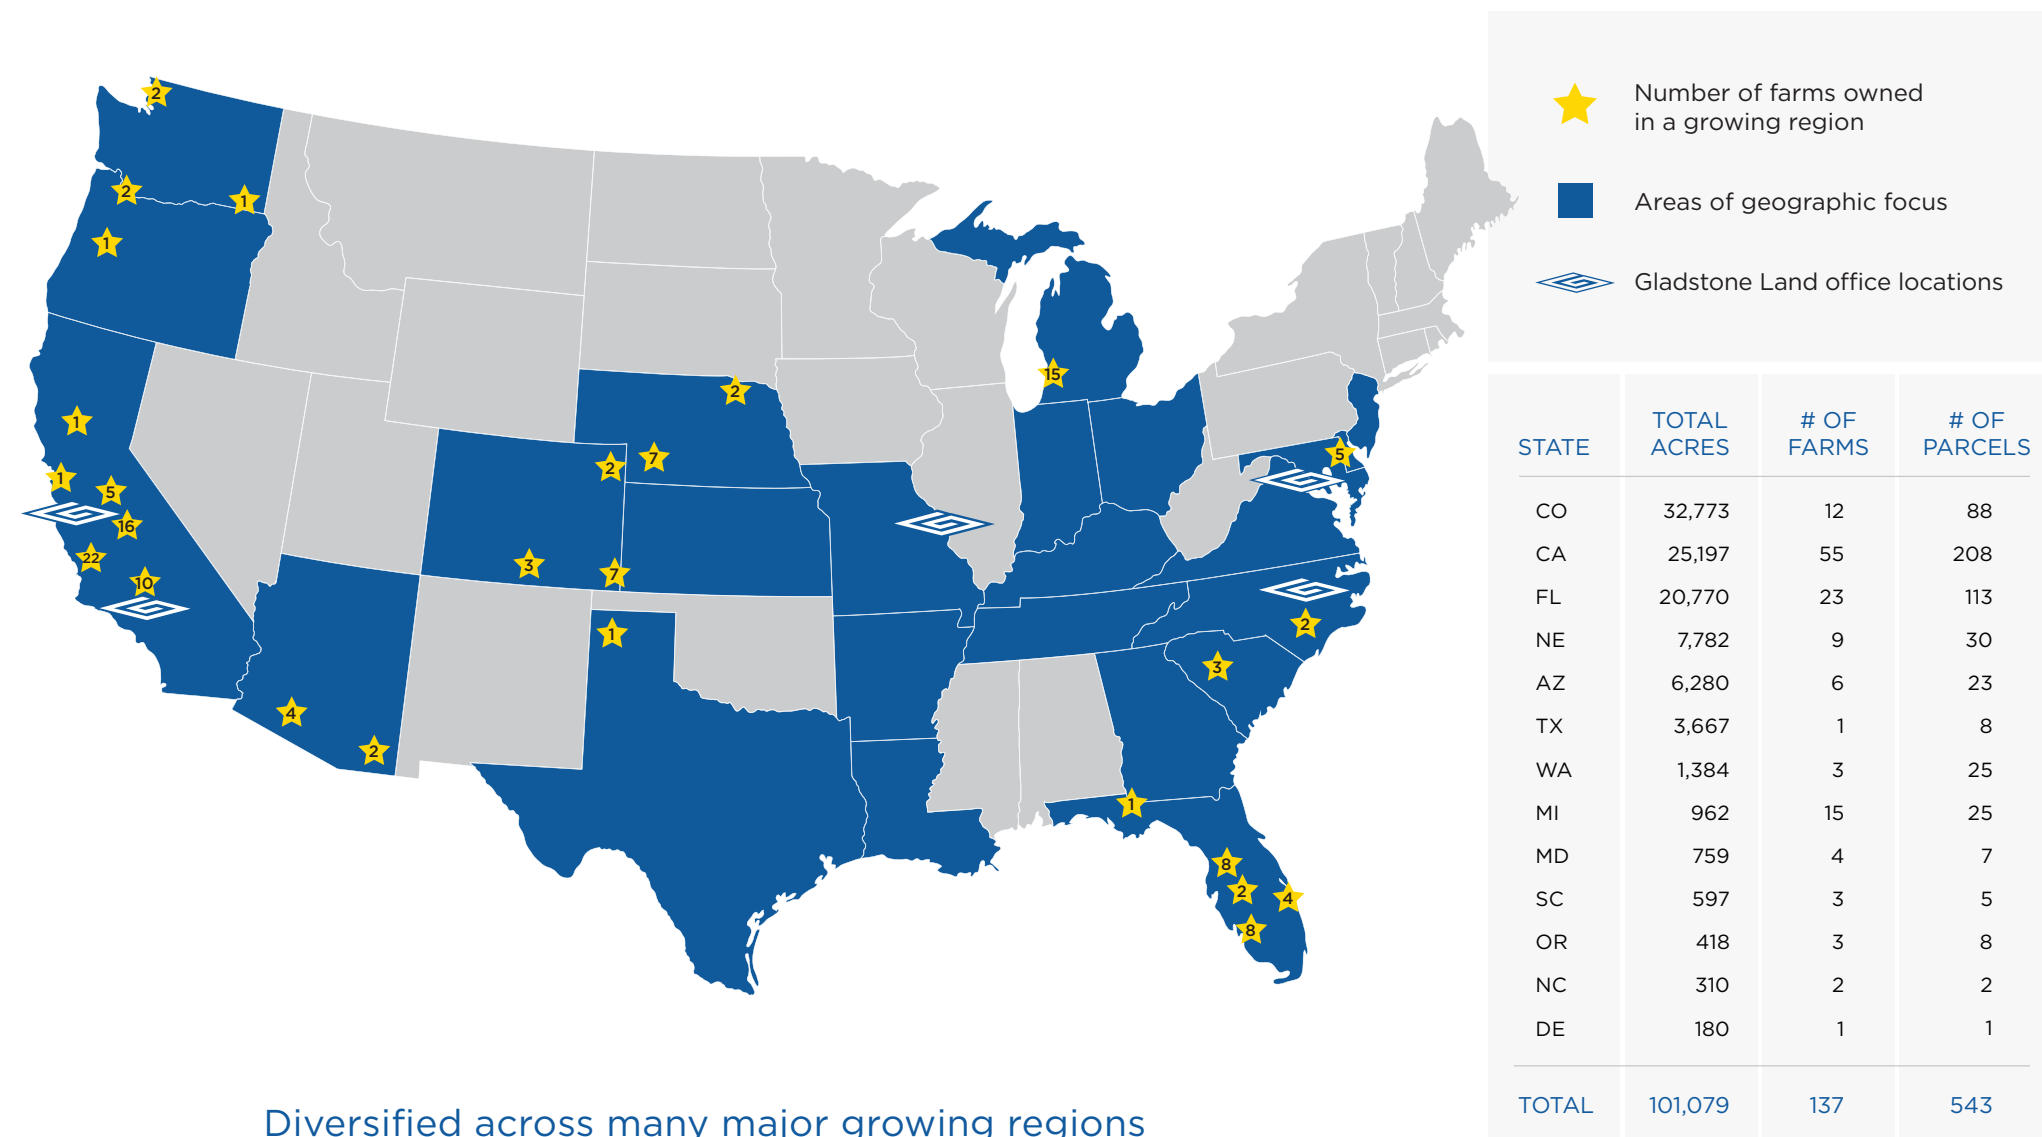 2
2
1
1
1
1
5
16
22
10
4
2
2
7
2
3
7
1
15
5
2
3
1
8
2
4
8
Number of farms owned
in a growing region
Areas of geographic focus
Gladstone Land office locations
STATE TOTAL ACRES # OF FARMS # OF PARCELS
CO 32,773 12 88
CA 25,197 55 208
FL 20,770 23 113
NE 7,782 9 30
AZ 6,280 6 23
TX 3,667 1 8
WA 1,384 3 25
MI 962 15 25
MD 759 4 7
SC 597 3 5
OR 418 3 8
NC 310 2 2
DE 180 1 1
TOTAL 101,079 137 543
Diversified across many major growing regions